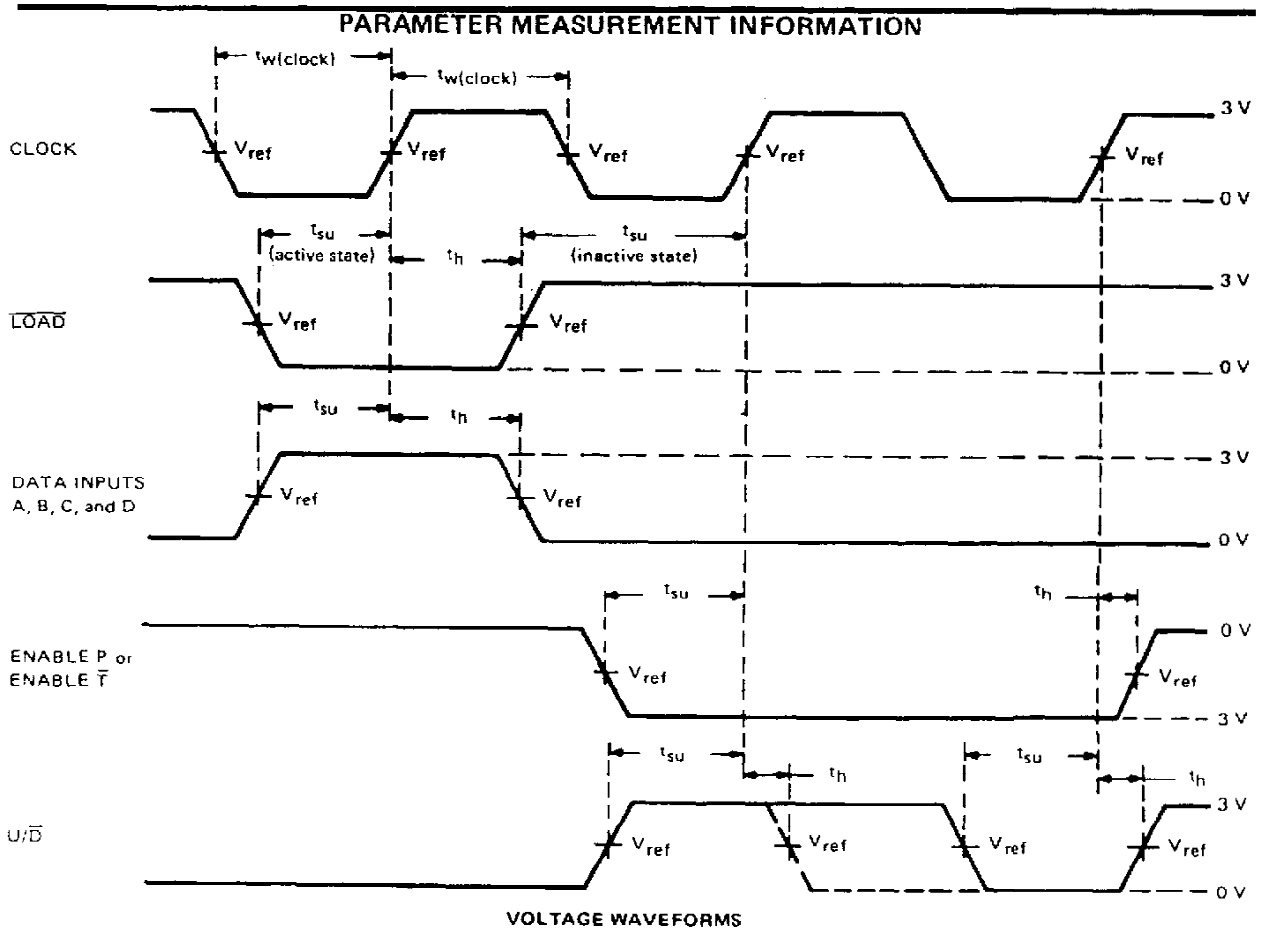 PARAMETER MEASUREMENT INFORMATION
tw(clock)
tw(clock)
3 V
CLOCK
Vref
Vref
Vref
Vref
Vref
0 V
tsu
(active state)
th
tsu
(inactive state)
3 V
LOAD
Vref
Vref
0 V
tsu
th
3 V
DATA INPUTS
A, B, C, and D
Vref
Vref
0 V
tsu
th
0 V
ENABLE P or
ENABLE T̅
Vref
Vref
3 V
tsu
th
tsu
th
3 V
U/D̅
Vref
Vref
Vref
Vref
0 V
VOLTAGE WAVEFORMS